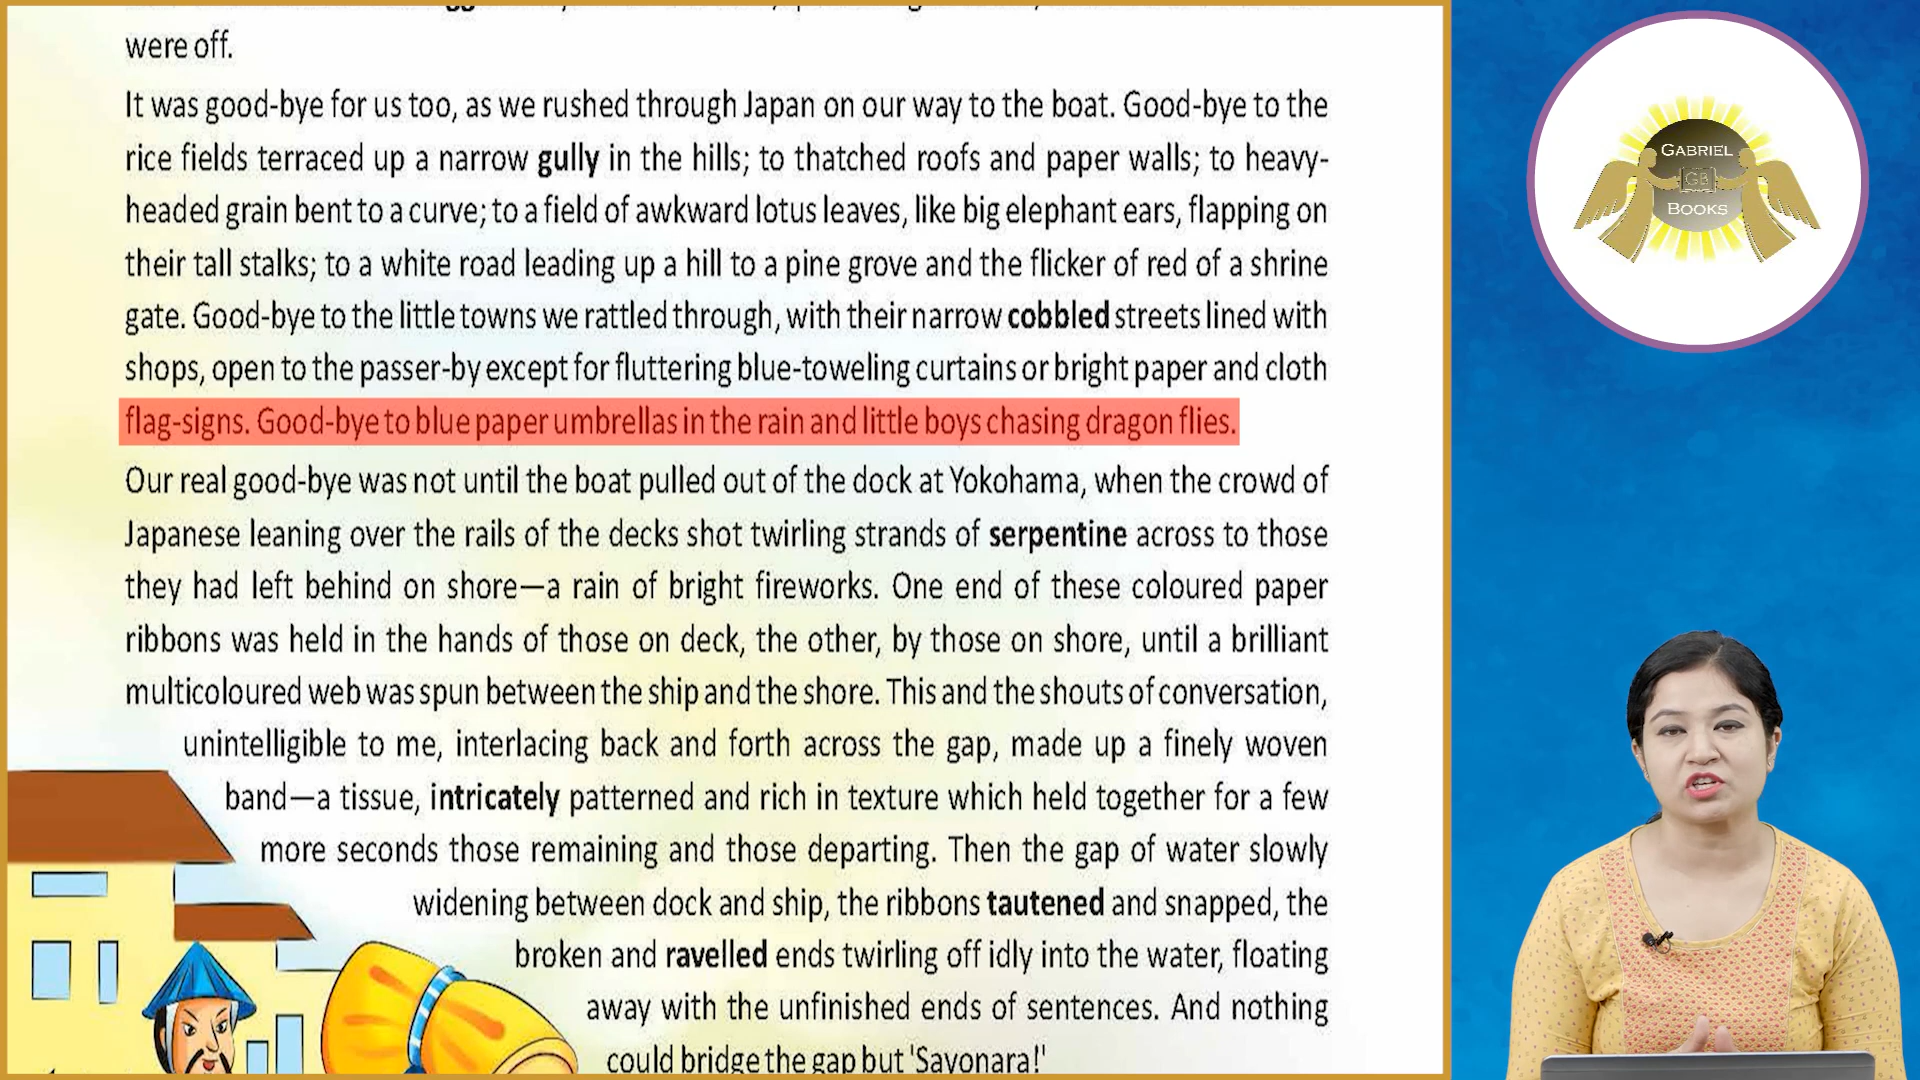 were off.
It was good-bye for us too, as we rushed through Japan on our way to the boat. Good-bye to the
rice fields terraced up a narrow gully in the hills; to thatched roofs and paper walls; to heavy-
headed grain bent to a curve; to a field of awkward lotus leaves, like big elephant ears, flapping on
their tall stalks; to a white road leading up a hill to a pine grove and the flicker of red of a shrine
gate. Good-bye to the little towns we rattled through, with their narrow cobbled streets lined with
shops, open to the passer-by except for fluttering blue-toweling curtains or bright paper and cloth
flag-signs. Good-bye to blue paper umbrellas in the rain and little boys chasing dragon flies.
Our real good-bye was not until the boat pulled out of the dock at Yokohama, when the crowd of
Japanese leaning over the rails of the decks shot twirling strands of serpentine across to those
they had left behind on shore—a rain of bright fireworks. One end of these coloured paper
ribbons was held in the hands of those on deck, the other, by those on shore, until a brilliant
multicoloured web was spun between the ship and the shore. This and the shouts of conversation,
unintelligible to me, interlacing back and forth across the gap, made up a finely woven
band—a tissue, intricately patterned and rich in texture which held together for a few
more seconds those remaining and those departing. Then the gap of water slowly
widening between dock and ship, the ribbons tautened and snapped, the
broken and ravelled ends twirling off idly into the water, floating
away with the unfinished ends of sentences. And nothing
could bridge the gap but 'Sayonara!'
GABRIEL
GB
BOOKS